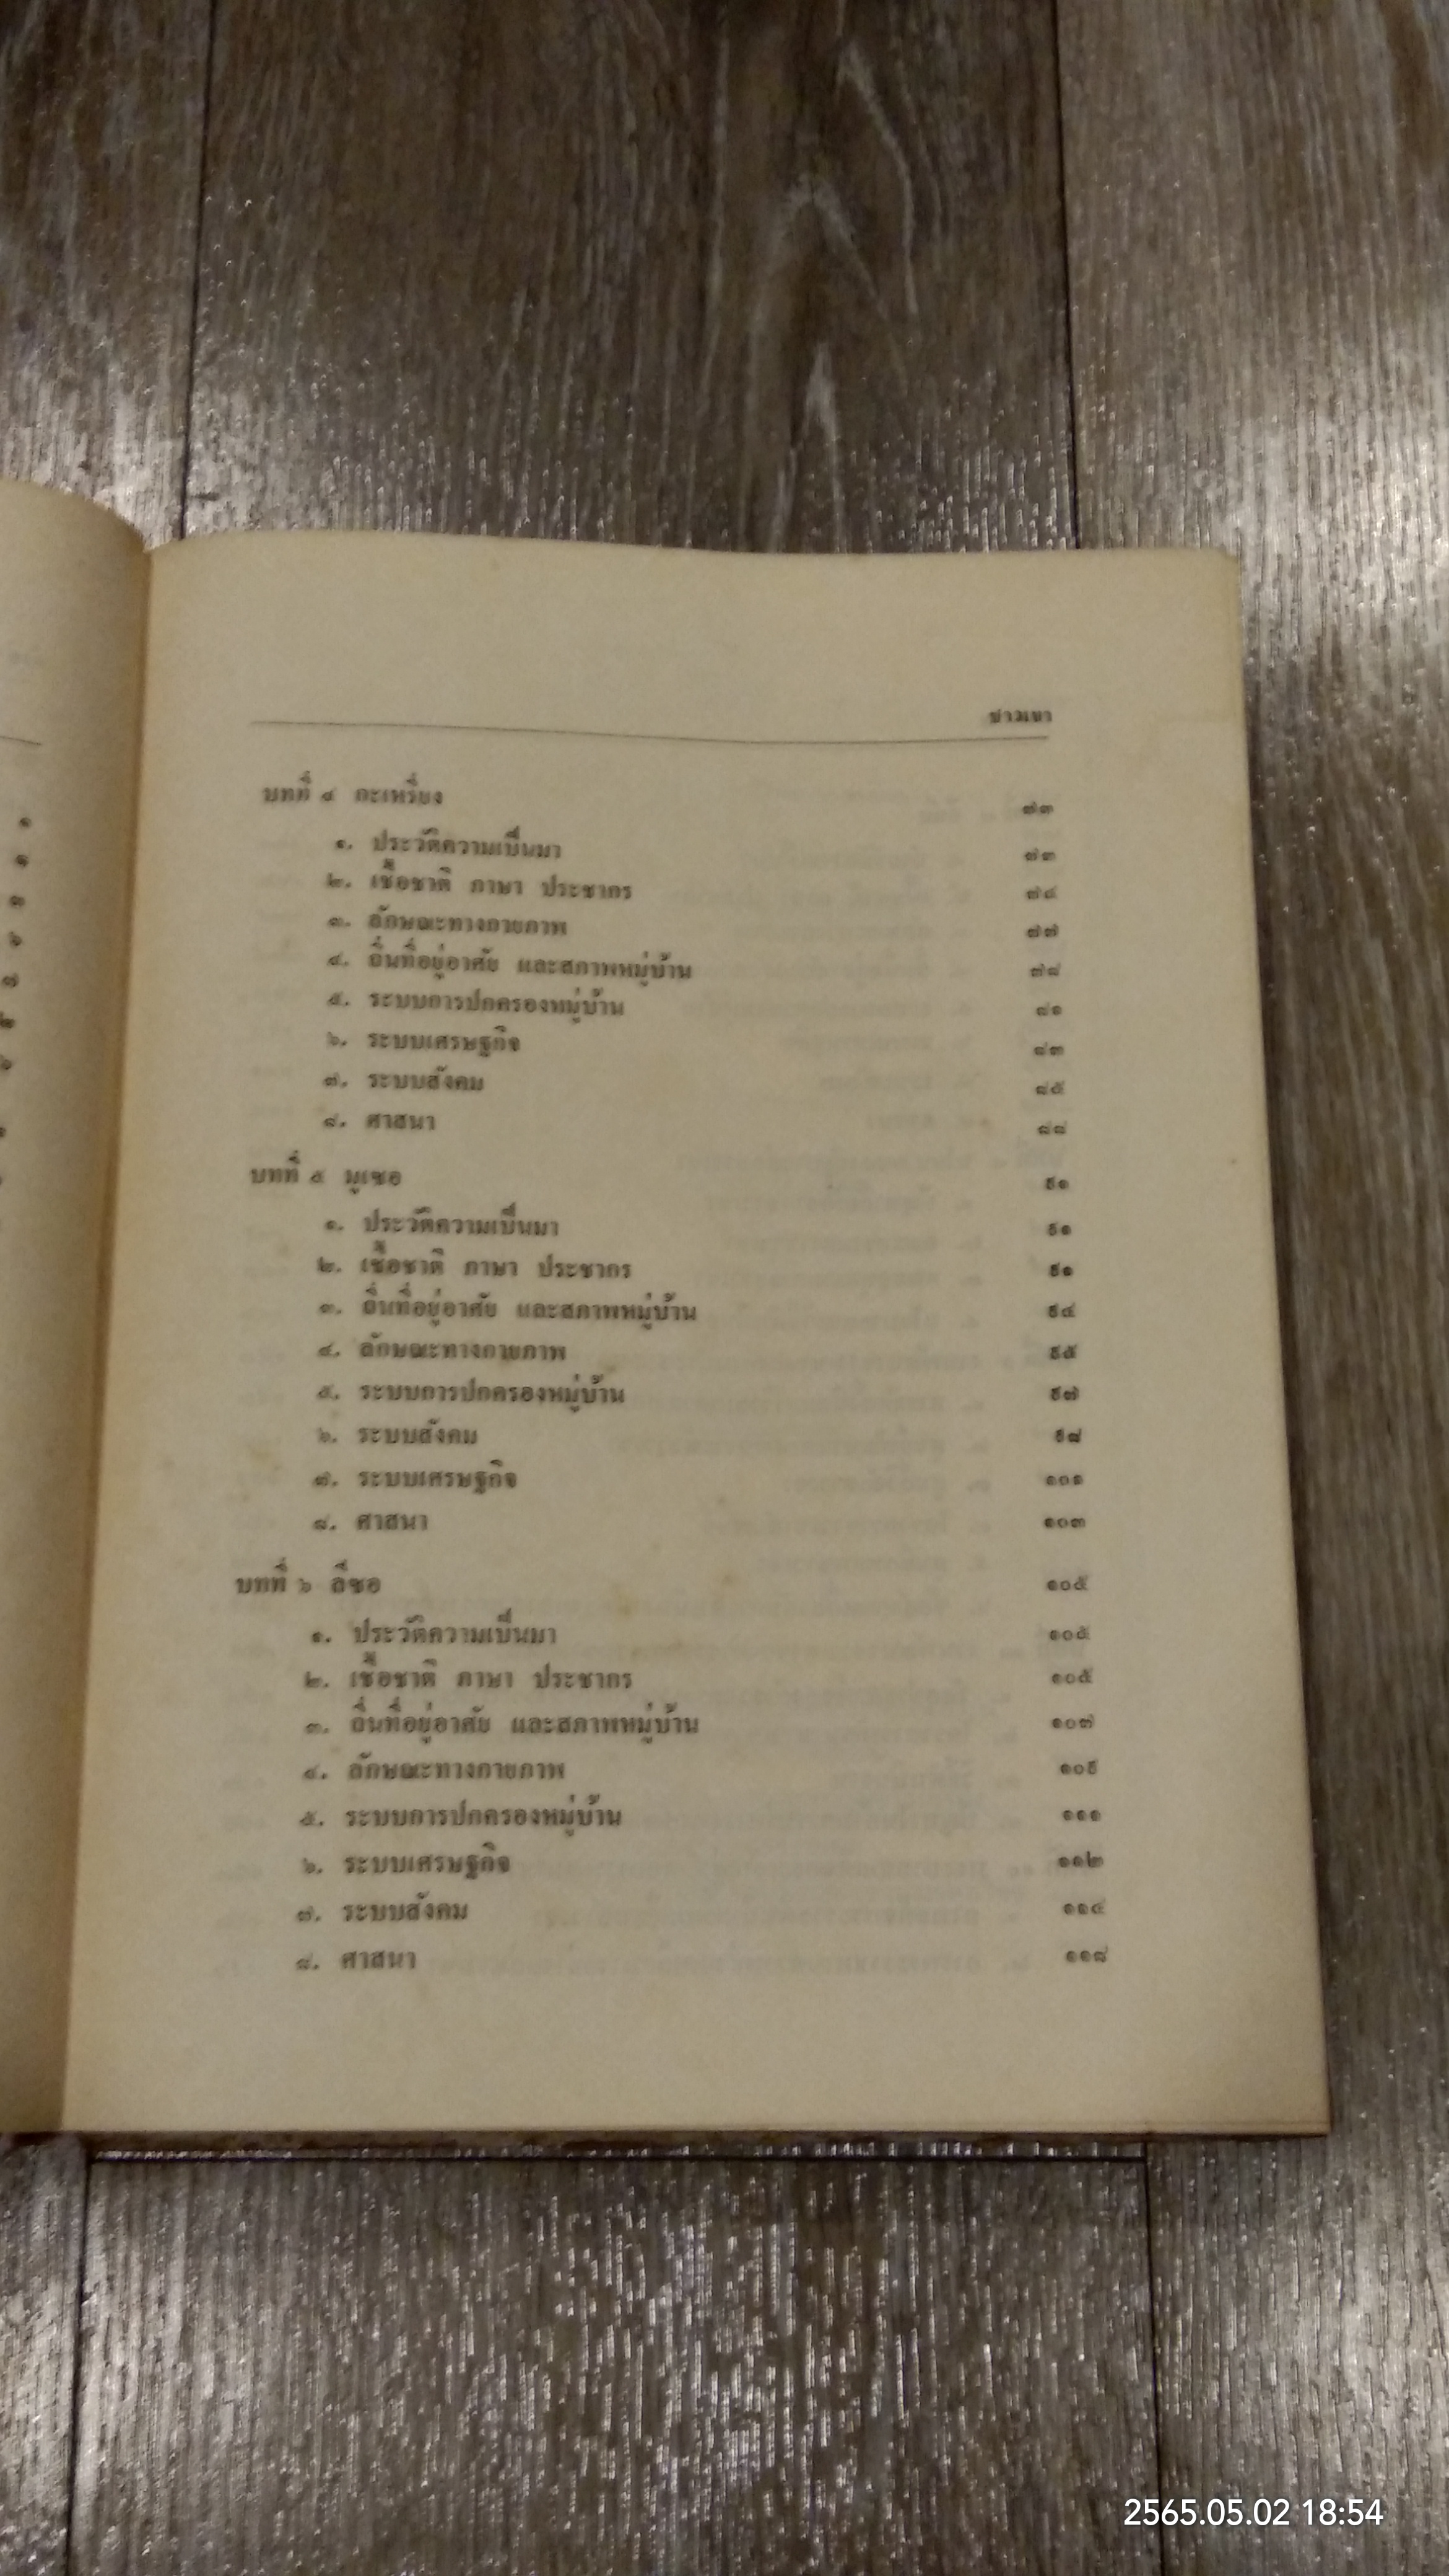 ชาวเขา
บทที่ ๔ กะเหรี่ยง ๗๓
๑. ประวัติความเป็นมา ๗๓
๒. เชื้อชาติ ภาษา ประชากร ๗๔
๓. ลักษณะทางกายภาพ ๗๗
๔. ถิ่นที่อยู่อาศัย และสภาพหมู่บ้าน ๗๘
๕. ระบบการปกครองหมู่บ้าน ๘๑
๖. ระบบเศรษฐกิจ ๘๓
๗. ระบบสังคม ๘๕
๘. ศาสนา ๘๘
บทที่ ๕ มูเซอ ๙๑
๑. ประวัติความเป็นมา ๙๑
๒. เชื้อชาติ ภาษา ประชากร ๙๑
๓. ถิ่นที่อยู่อาศัย และสภาพหมู่บ้าน ๙๔
๔. ลักษณะทางกายภาพ ๙๕
๕. ระบบการปกครองหมู่บ้าน ๙๗
๖. ระบบสังคม ๙๘
๗. ระบบเศรษฐกิจ ๑๐๑
๘. ศาสนา ๑๐๓
บทที่ ๖ ลีซอ ๑๐๕
๑. ประวัติความเป็นมา ๑๐๕
๒. เชื้อชาติ ภาษา ประชากร ๑๐๕
๓. ถิ่นที่อยู่อาศัย และสภาพหมู่บ้าน ๑๐๗
๔. ลักษณะทางกายภาพ ๑๐๙
๕. ระบบการปกครองหมู่บ้าน ๑๑๑
๖. ระบบเศรษฐกิจ ๑๑๒
๗. ระบบสังคม ๑๑๔
๘. ศาสนา ๑๑๘
2565.05.02 18:54